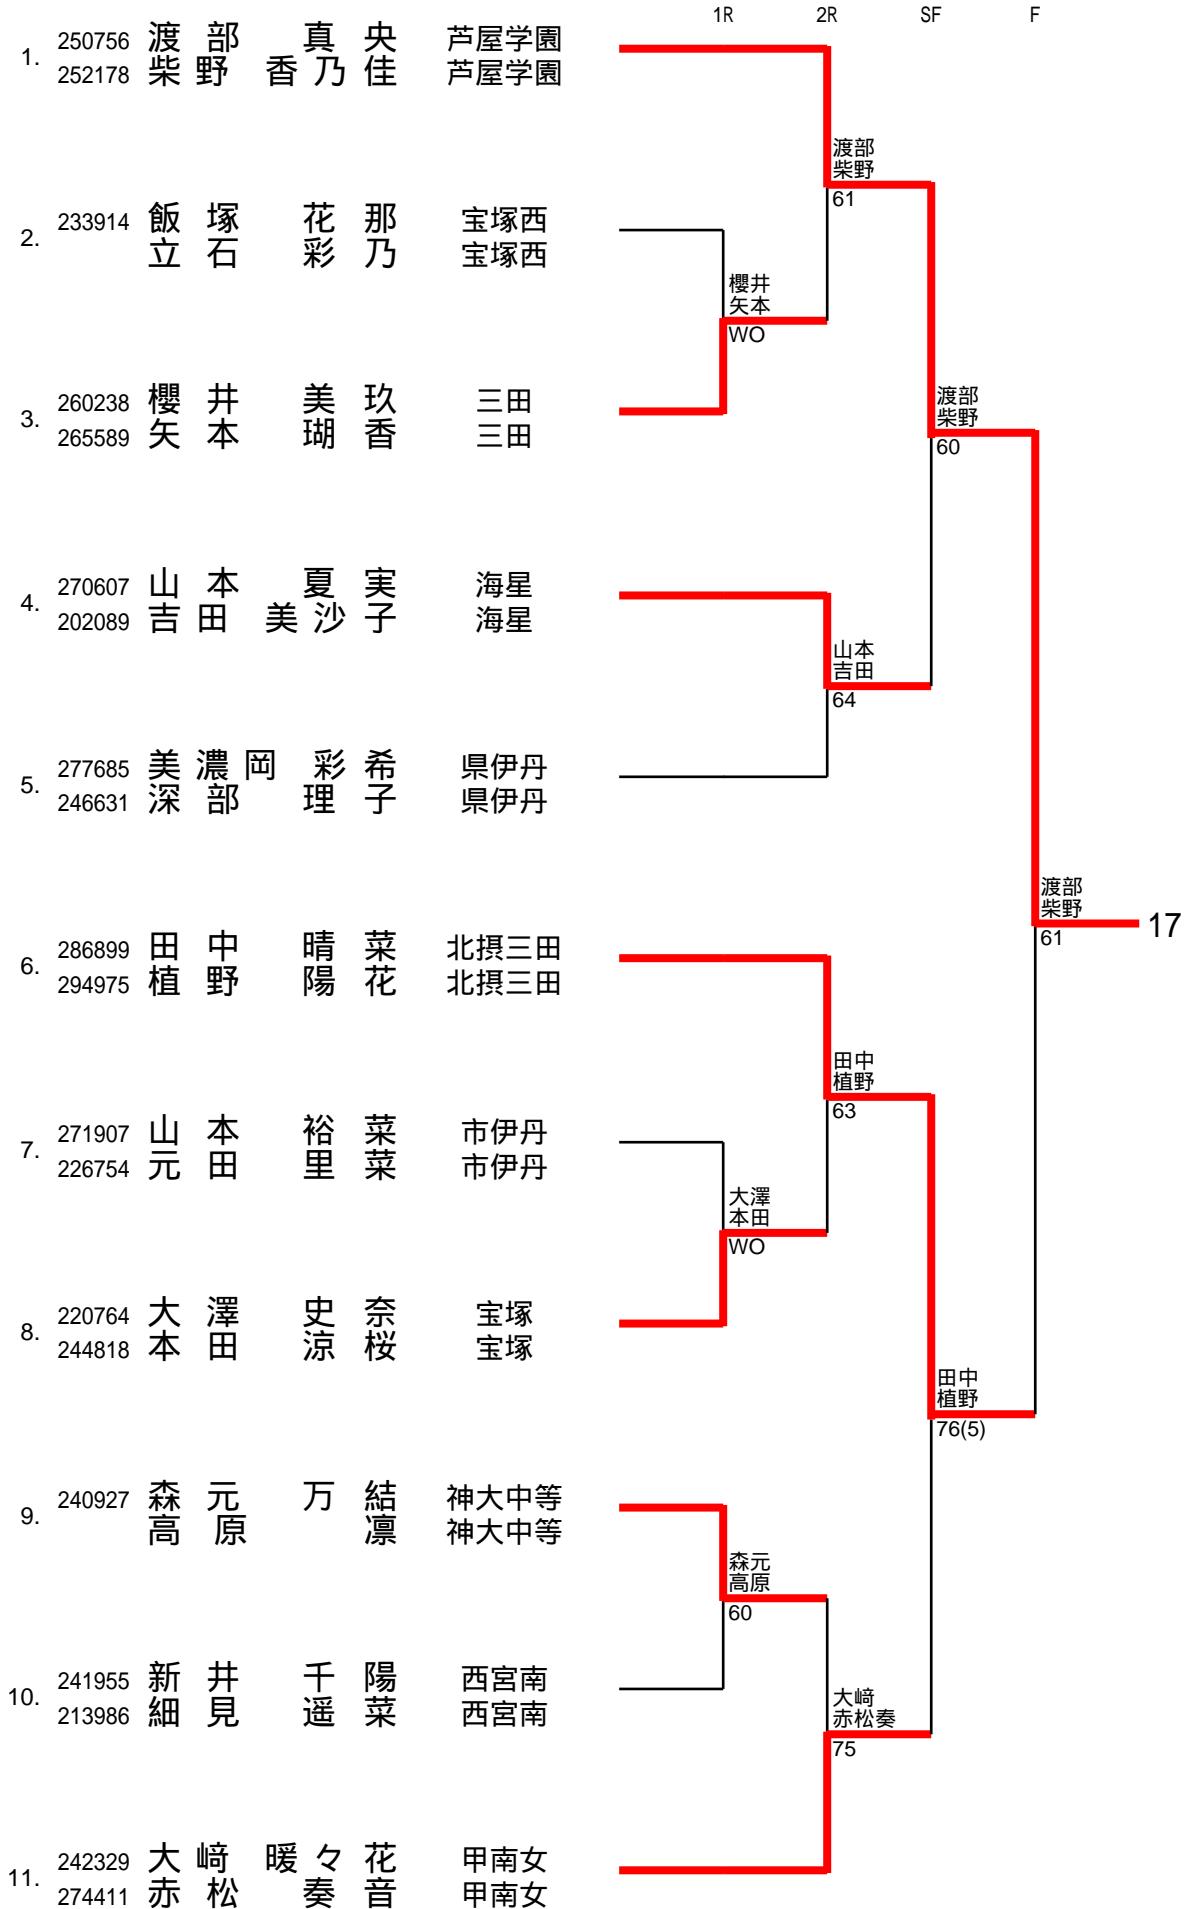 1R 2R SF F
1. 250756 渡部 真央 芦屋学園
252178 柴野 香乃佳 芦屋学園
渡部
柴野
61
2. 233914 飯塚 花那 宝塚西
立石 彩乃 宝塚西
櫻井
矢本
WO
3. 260238 櫻井 美玖 三田
265589 矢本 瑚香 三田
渡部
柴野
60
4. 270607 山本 夏実 海星
202089 吉田 美沙子 海星
山本
吉田
64
5. 277685 美濃岡 彩希 県伊丹
246631 深部 理子 県伊丹
渡部
柴野
61
17
6. 286899 田中 晴菜 北摂三田
294975 植野 陽花 北摂三田
田中
植野
63
7. 271907 山本 裕菜 市伊丹
226754 元田 里菜 市伊丹
大澤
本田
WO
8. 220764 大澤 史奈 宝塚
244818 本田 涼桜 宝塚
田中
植野
76(5)
9. 240927 森元 万結 神大中等
高原 凛 神大中等
森元
高原
60
10. 241955 新井 千陽 西宮南
213986 細見 遥菜 西宮南
大﨑
赤松奏
75
11. 242329 大﨑 暖々花 甲南女
274411 赤松 奏音 甲南女